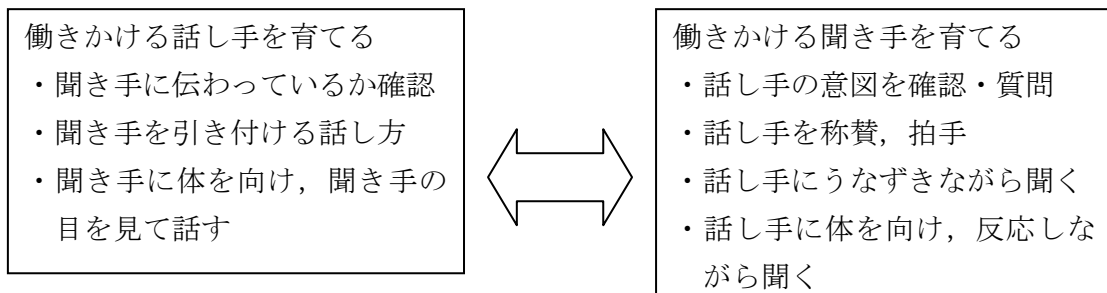 働きかける話し手を育てる
・聞き手に伝わっているか確認
・聞き手を引き付ける話し方
・聞き手に体を向け，聞き手の
目を見て話す
働きかける聞き手を育てる
・話し手の意図を確認・質問
・話し手を称賛，拍手
・話し手にうなずきながら聞く
・話し手に体を向け，反応しな
がら聞く